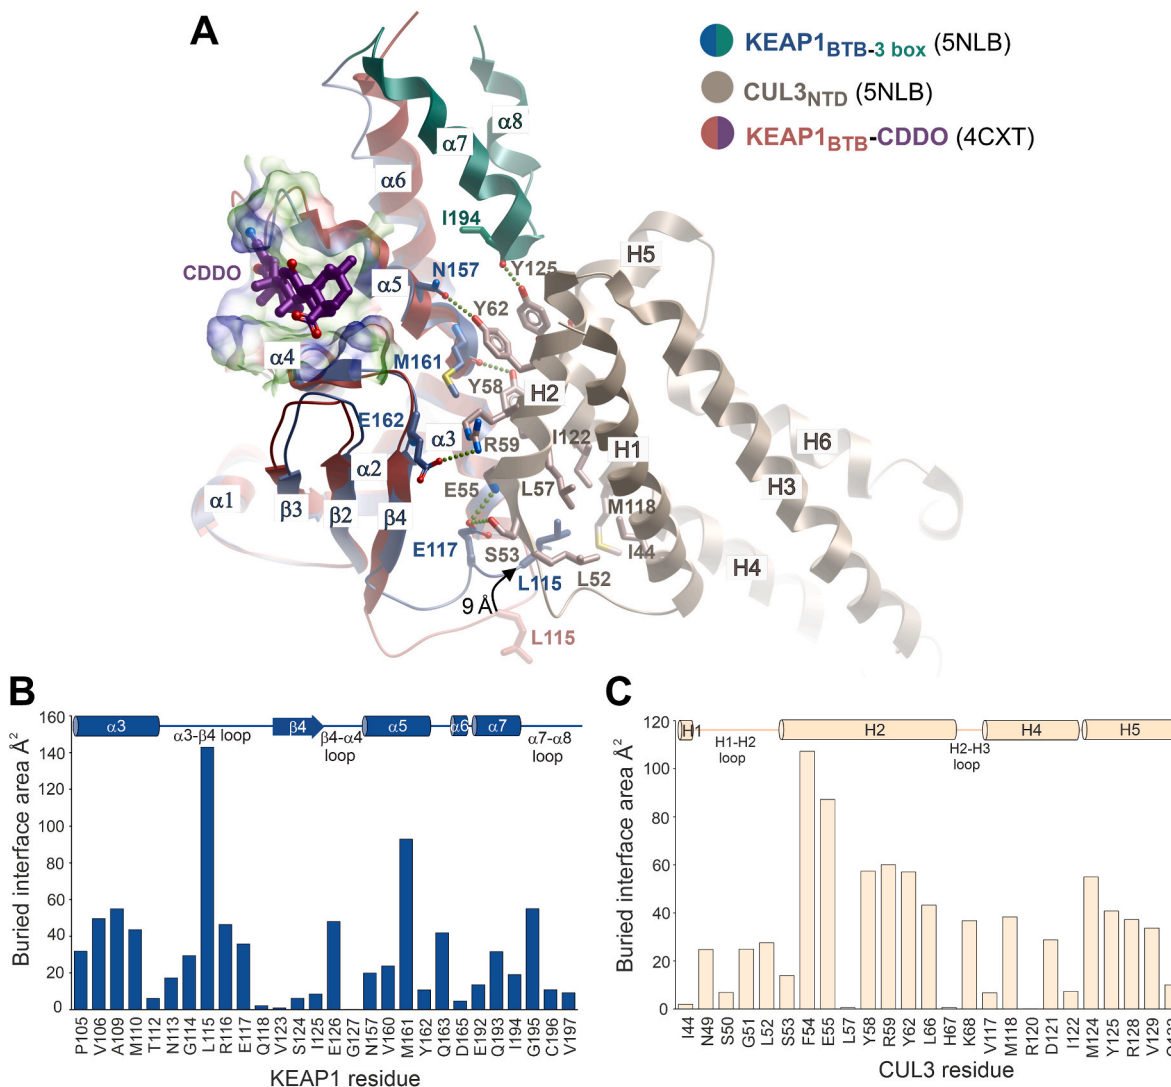 A
KEAP1BTB-3 box (5NLB)
CUL3NTD (5NLB)
KEAP1BTB-CDDO (4CXT)
α8
α7
α6
I194
CDDO
N157
α5
Y125
H5
Y62
α4
M161
Y58
H2
E162
α3
R59
I122
H1
H6
α2
E55
L57
H3
α1
β3
β2
β4
M118
E117
S53
I44
H4
L115
L52
9 Å
L115
B
160
140
120
100
80
60
40
20
0
Buried interface area Å²
α3
α3-β4 loop
β4
β4-α4
loop
α5
α6
α7
α7-α8
loop
P105
V106
A109
M110
T112
N113
G114
L115
R116
E117
Q118
V123
S124
I125
E126
G127
N157
V160
M161
Y162
Q163
D165
E192
Q193
I194
G195
C196
V197
KEAP1 residue
C
120
100
80
60
40
20
0
Buried interface area Å²
H1
H1-H2
loop
H2
H2-H3
loop
H4
H5
I44
N49
S50
G51
L52
S53
F54
E55
L57
Y58
R59
Y62
L66
H67
K68
V117
M118
R120
D121
I122
M124
Y125
R128
V129
CUL3 residue